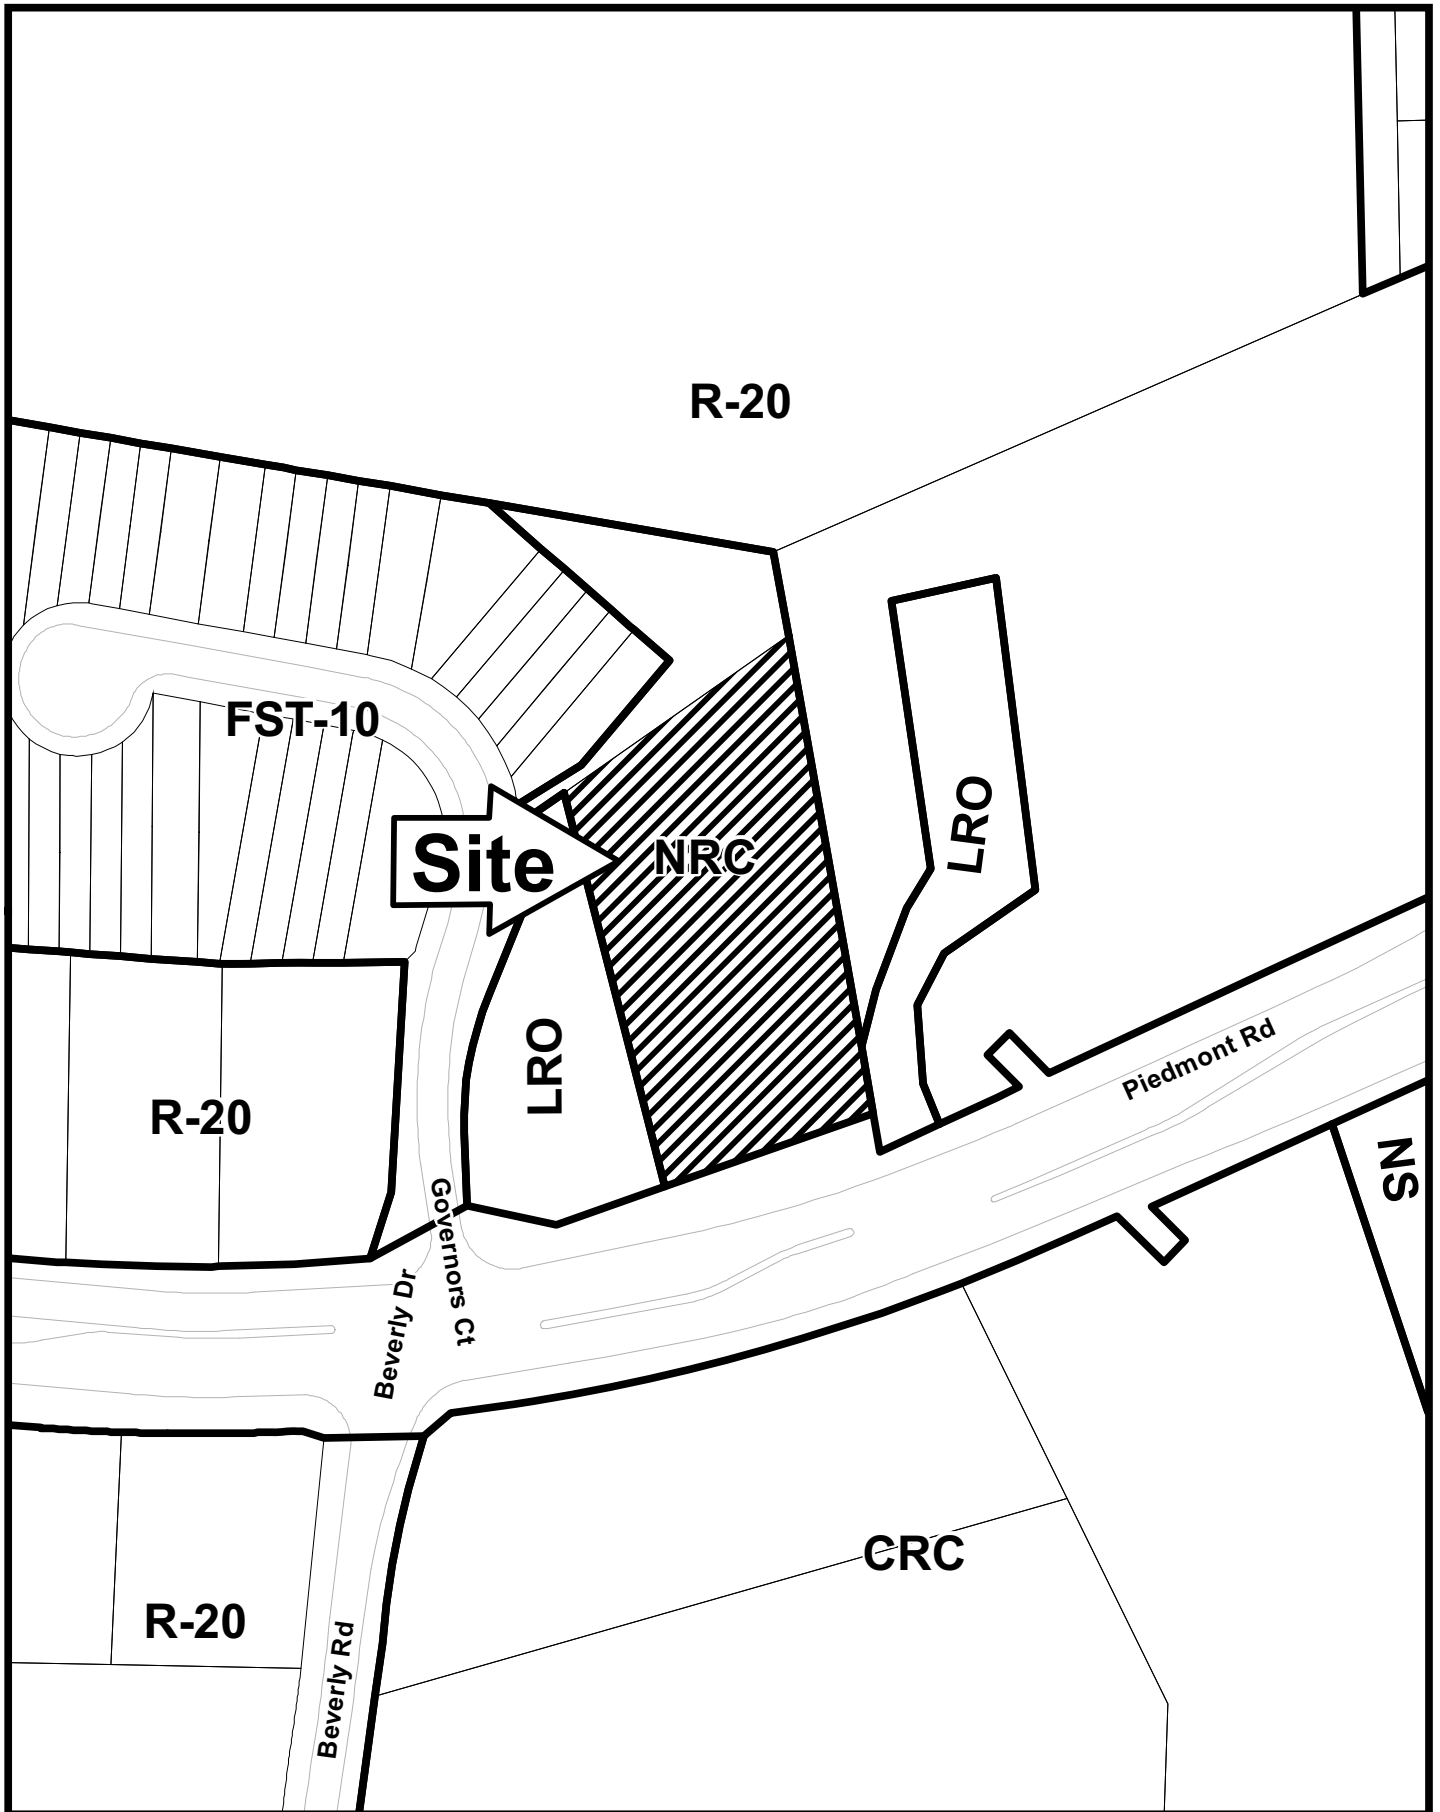 R-20
FST-10
Site
NRC
LRO
LRO
Piedmont Rd
R-20
NS
Governors Ct
Beverly Dr
CRC
R-20
Beverly Rd